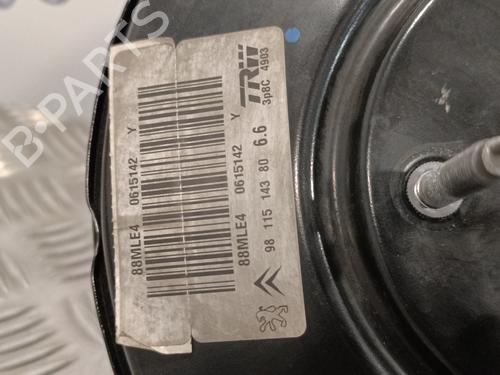 TRW
3p8C 4903
98 115 143 80 6.6
88MLE4 0615142 Y
88MLE4 0615142 Y
B-PARTS